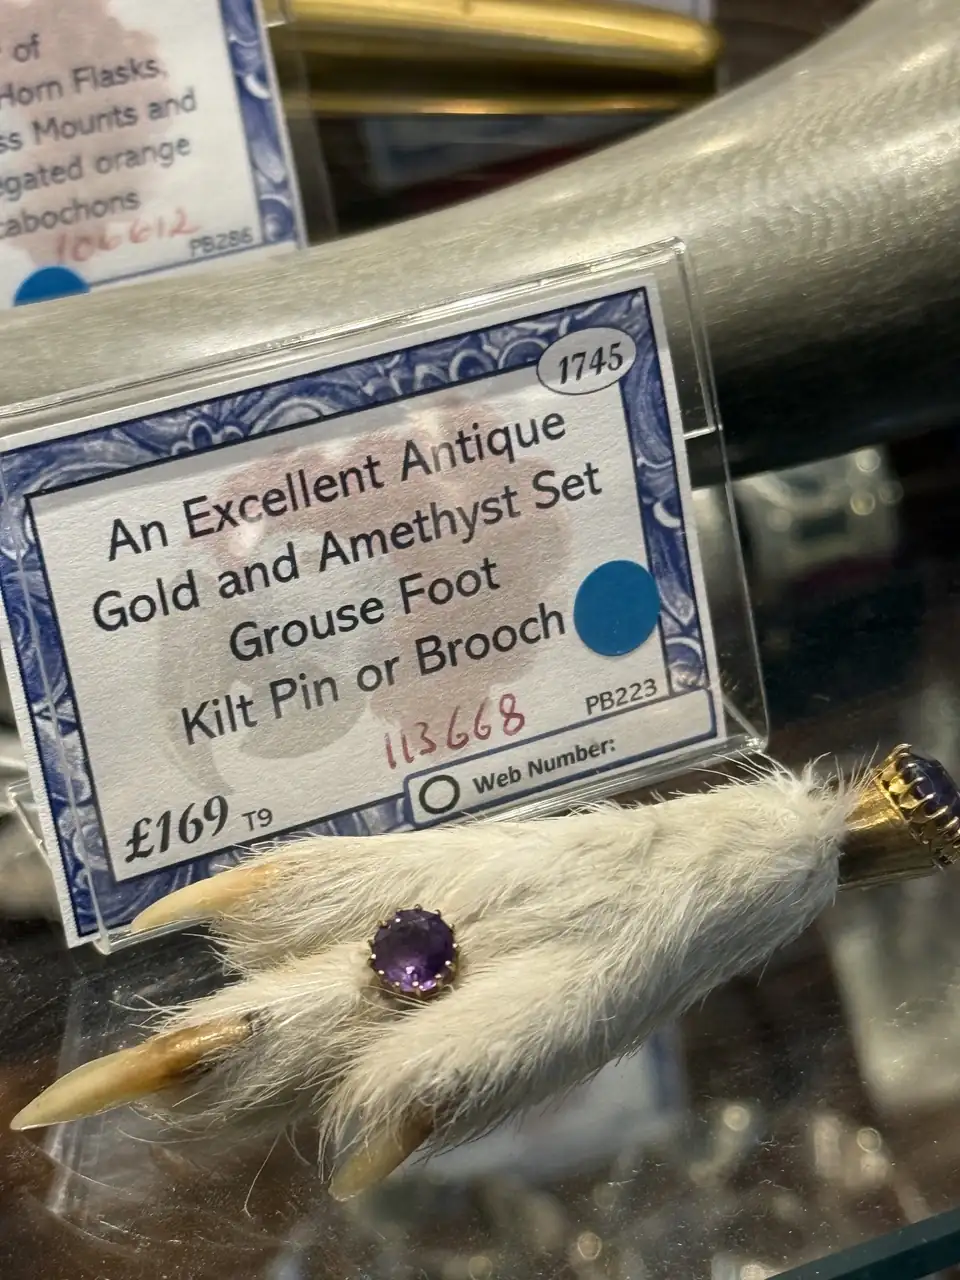 of
Horn Flasks,
Mounts and
orange
cabochons
106612
PB286
1745
An Excellent Antique
Gold and Amethyst Set
Grouse Foot
Kilt Pin or Brooch
113668
PB223
Web Number:
£169 T9